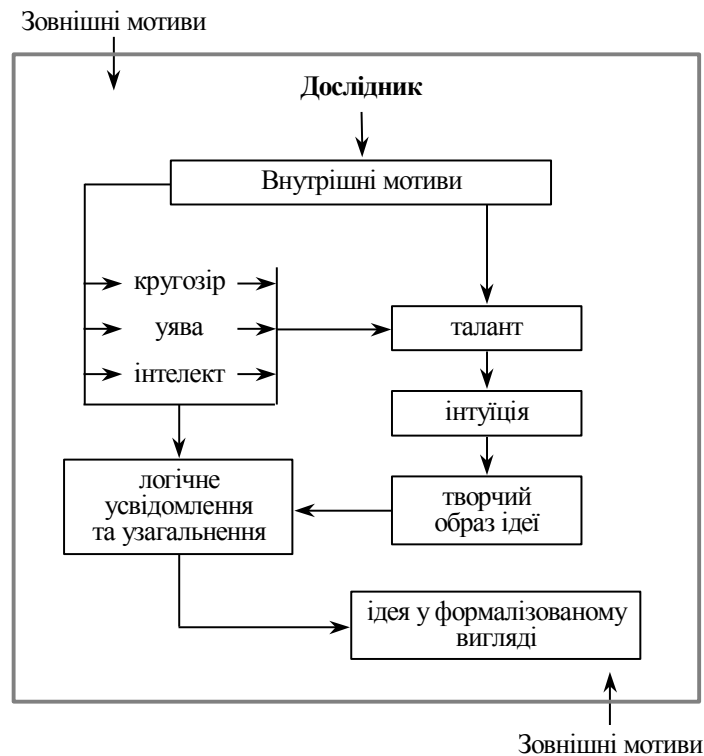 Зовнішні мотиви
Дослідник
Внутрішні мотиви
кругозір
уява
інтелект
талант
інтуїція
логічне
усвідомлення
та узагальнення
творчий
образ ідеї
ідея у формалізованому
вигляді
Зовнішні мотиви